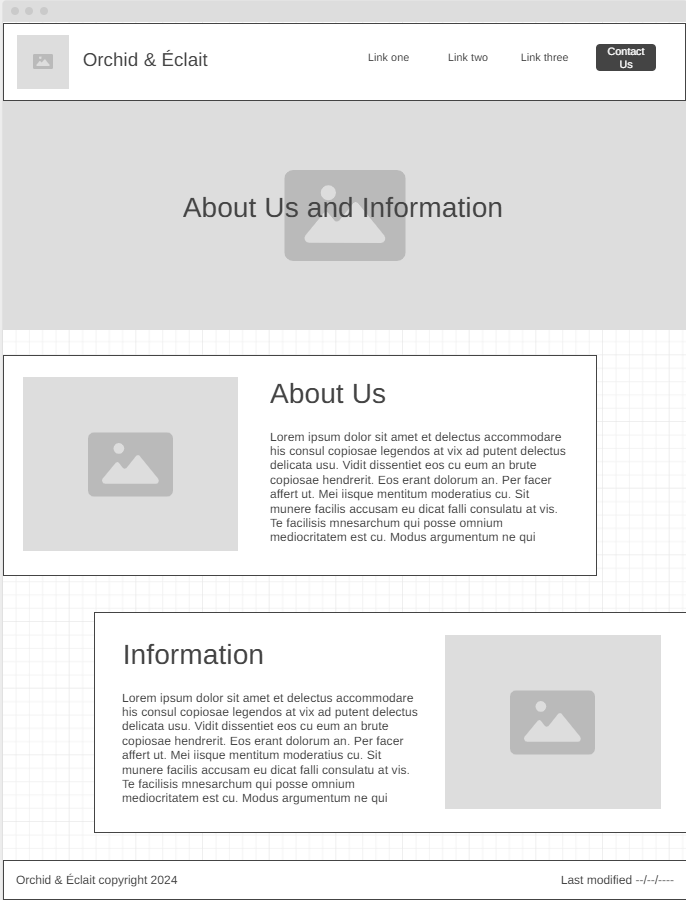 Orchid & Éclait
Link one
Link two
Link three
Contact
Us
About Us and Information
About Us
Lorem ipsum dolor sit amet et delectus accommodare
his consul copiosae legendos at vix ad putent delectus
delicata usu. Vidit dissentiet eos cu eum an brute
copiosae hendrerit. Eos erant dolorum an. Per facer
affert ut. Mei iisque mentitum moderatius cu. Sit
munere facilis accusam eu dicat falli consulatu at vis.
Te facilisis mnesarchum qui posse omnium
mediocritatem est cu. Modus argumentum ne qui
Information
Lorem ipsum dolor sit amet et delectus accommodare
his consul copiosae legendos at vix ad putent delectus
delicata usu. Vidit dissentiet eos cu eum an brute
copiosae hendrerit. Eos erant dolorum an. Per facer
affert ut. Mei iisque mentitum moderatius cu. Sit
munere facilis accusam eu dicat falli consulatu at vis.
Te facilisis mnesarchum qui posse omnium
mediocritatem est cu. Modus argumentum ne qui
Orchid & Éclait copyright 2024
Last modified --/--/----